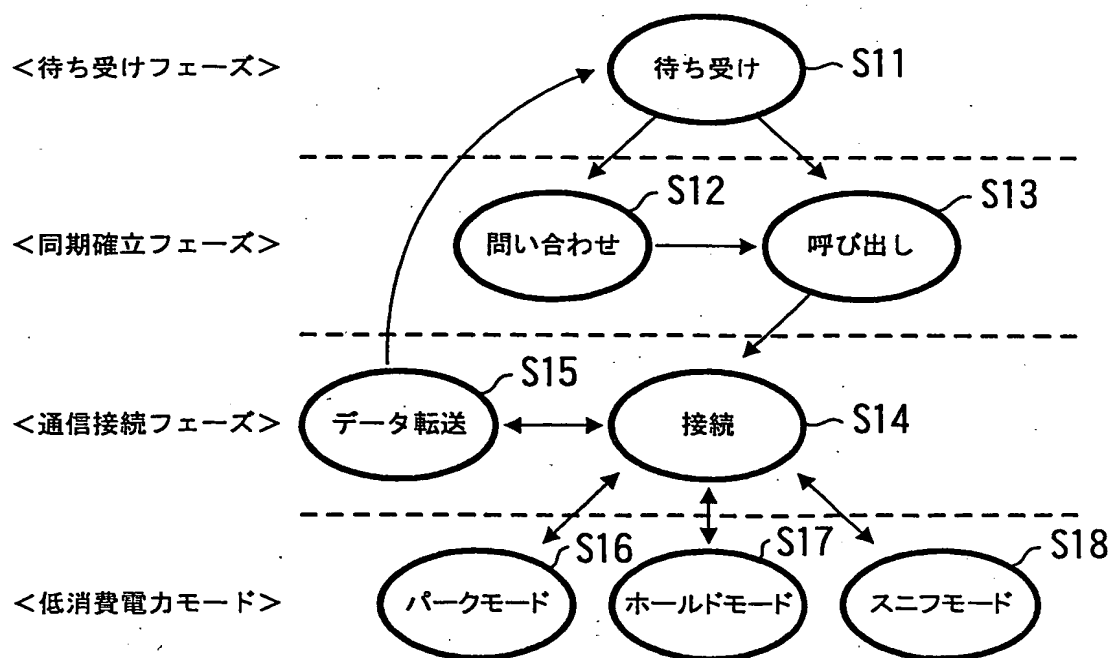 <待ち受けフェーズ>
待ち受け
S11
<同期確立フェーズ>
問い合わせ
S12
呼び出し
S13
<通信接続フェーズ>
データ転送
S15
接続
S14
<低消費電力モード>
パークモード
S16
ホールドモード
S17
スニフモード
S18